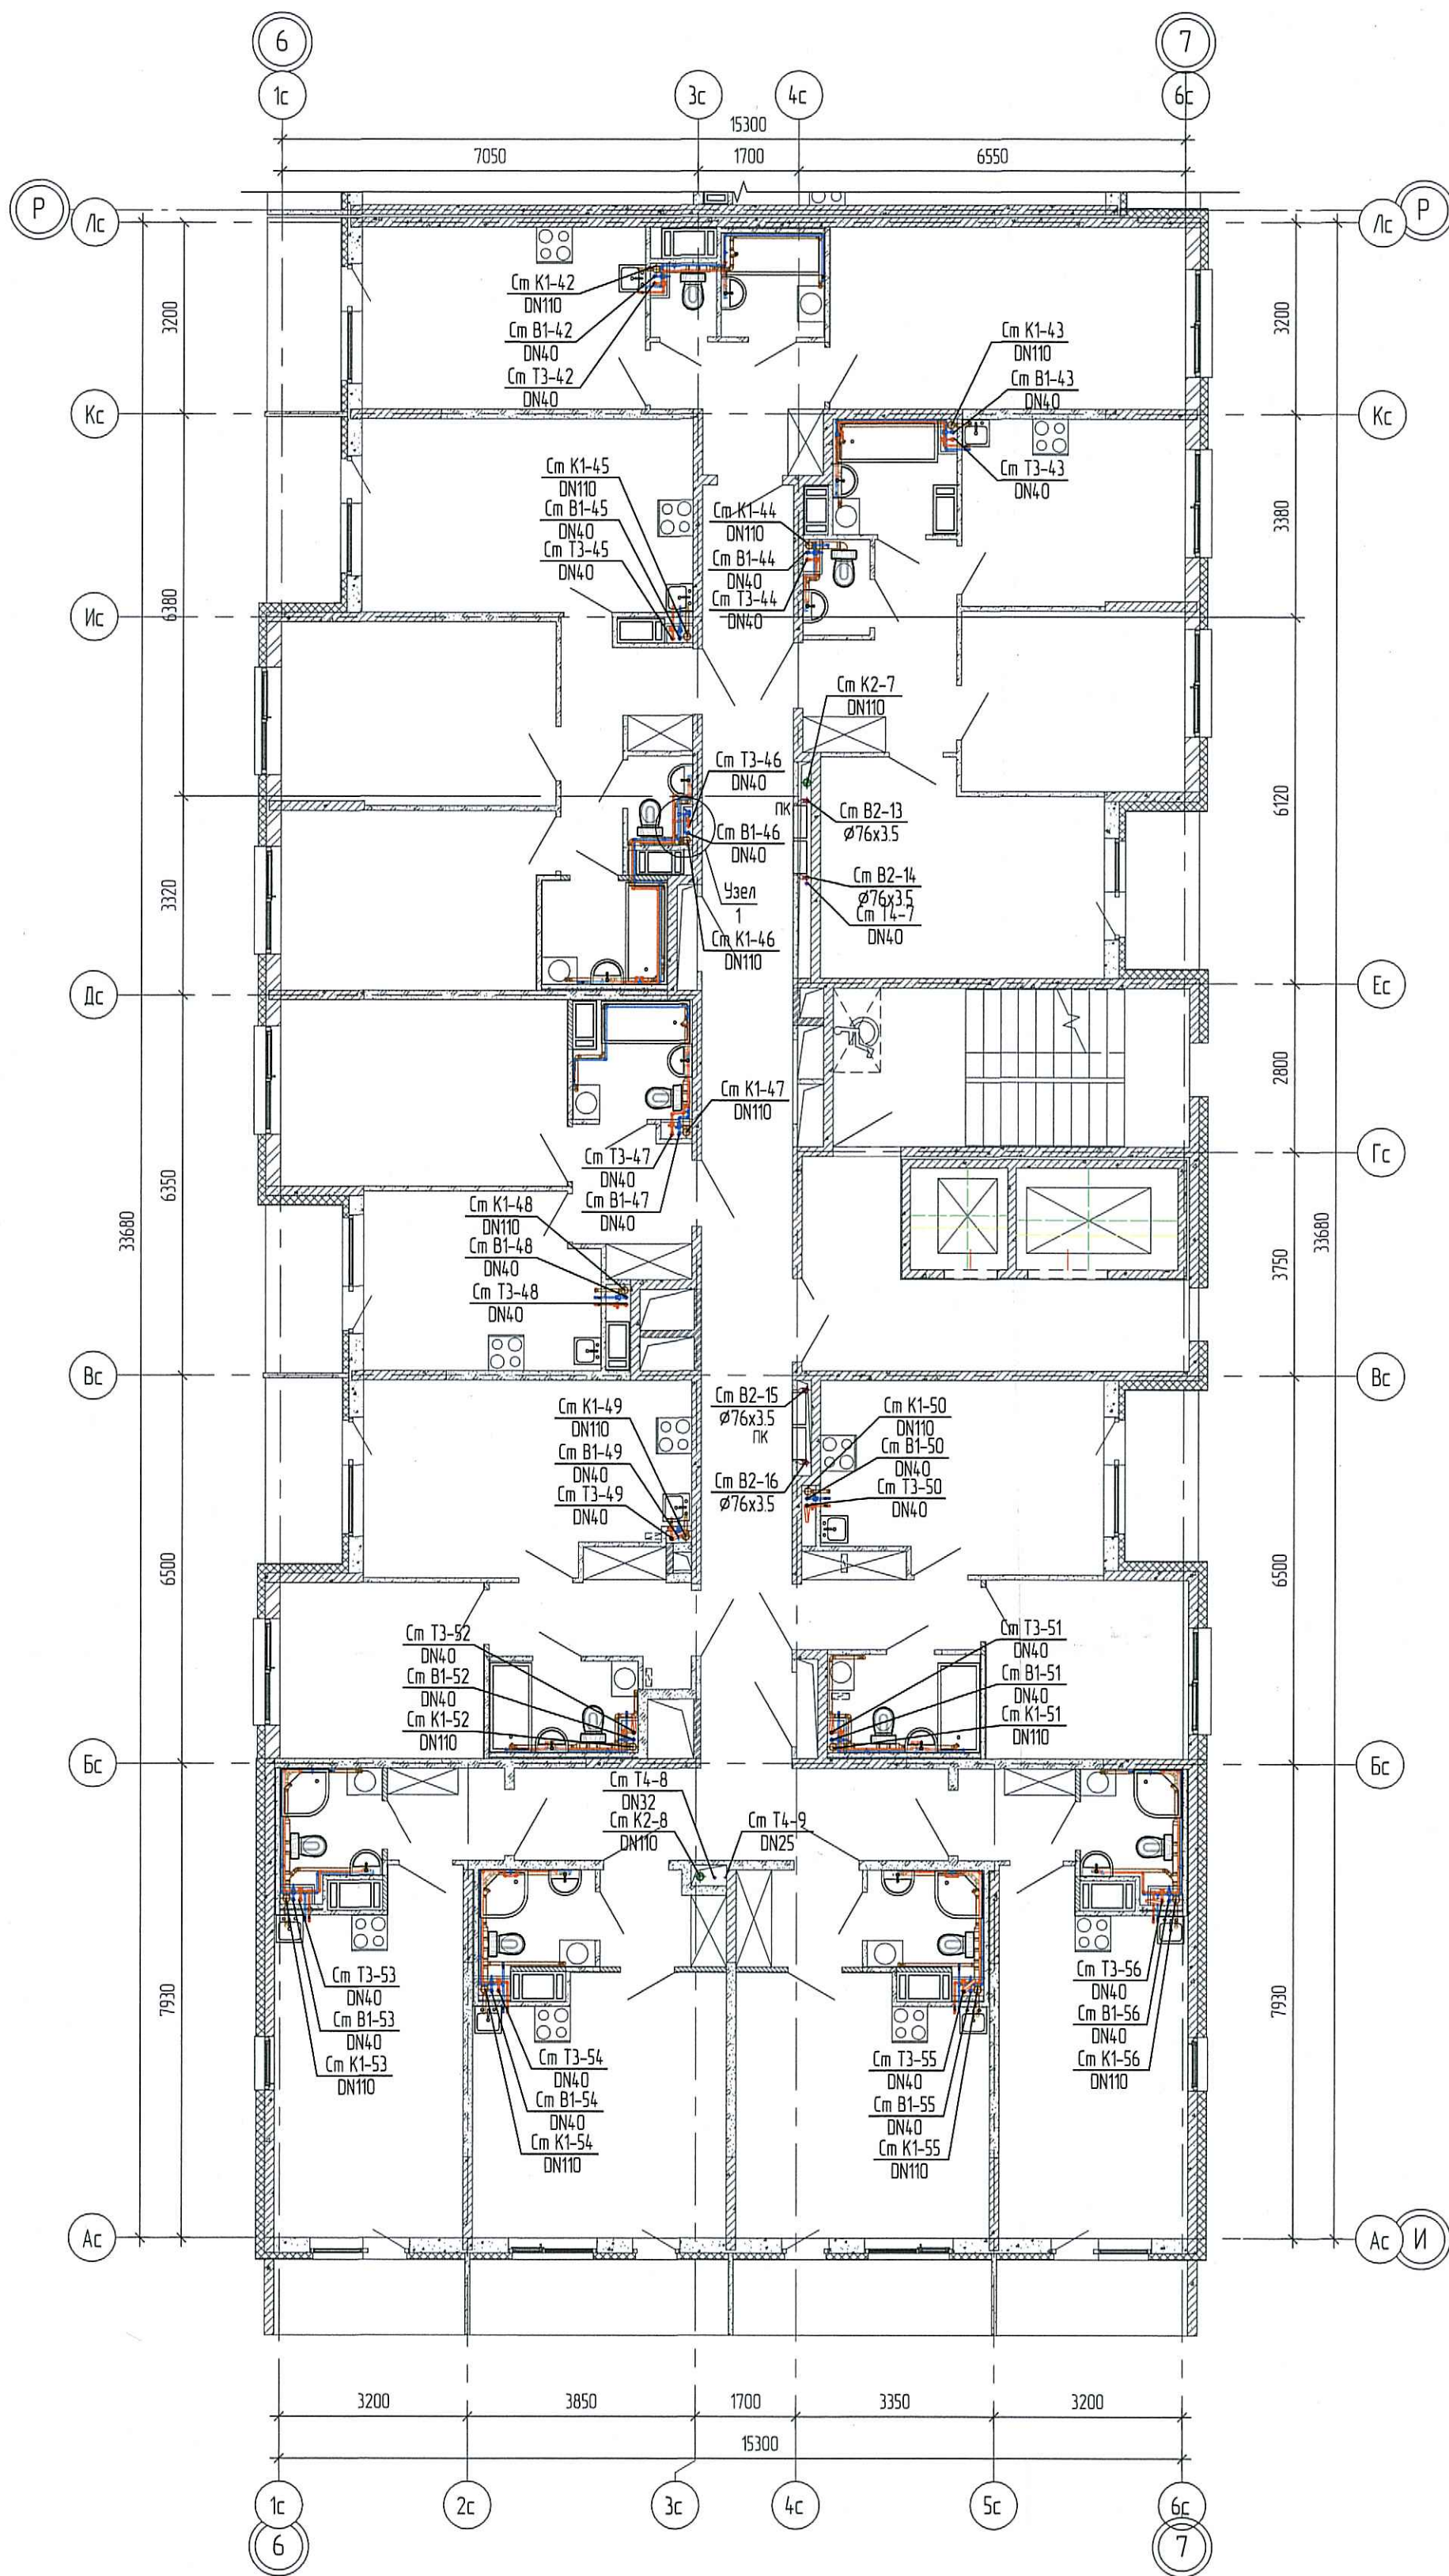 6
7
1с
3с
4с
6с
15300
7050
1700
6550
Р
Лс
Лс
Р
Ст К1-42
DN110
Ст В1-42
DN40
Ст Т3-42
DN40
3200
3200
Ст К1-43
DN110
Ст В1-43
DN40
Кс
Кс
Ст Т3-43
DN40
Ст К1-45
DN110
Ст В1-45
DN40
Ст Т3-45
DN40
Ст К1-44
DN110
Ст В1-44
DN40
Ст Т3-44
DN40
3380
6380
Ис
Ст К2-7
DN110
Ст Т3-46
DN40
ПК
Ст В2-13
Ø76х3.5
Ст В1-46
DN40
6120
3320
Узел
1
Ст В2-14
Ø76х3.5
Ст Т4-7
DN40
Ст К1-46
DN110
Дс
Ес
2800
Ст К1-47
DN110
Ст Т3-47
DN40
Ст В1-47
DN40
Гс
6350
33680
33680
Ст К1-48
DN110
Ст В1-48
DN40
Ст Т3-48
DN40
3750
Вс
Вс
Ст К1-49
DN110
Ст В1-49
DN40
Ст Т3-49
DN40
Ст В2-15
Ø76х3.5
ПК
Ст В2-16
Ø76х3.5
Ст К1-50
DN110
Ст В1-50
DN40
Ст Т3-50
DN40
6500
6500
Ст Т3-52
DN40
Ст В1-52
DN40
Ст К1-52
DN110
Ст Т3-51
DN40
Ст В1-51
DN40
Ст К1-51
DN110
Бс
Бс
Ст Т4-8
DN32
Ст К2-8
DN110
Ст Т4-9
DN25
7930
7930
Ст Т3-53
DN40
Ст В1-53
DN40
Ст К1-53
DN110
Ст Т3-54
DN40
Ст В1-54
DN40
Ст К1-54
DN110
Ст Т3-55
DN40
Ст В1-55
DN40
Ст К1-55
DN110
Ст Т3-56
DN40
Ст В1-56
DN40
Ст К1-56
DN110
Ас
Ас
И
3200
3850
1700
3350
3200
15300
1с
2с
3с
4с
5с
6с
6
7